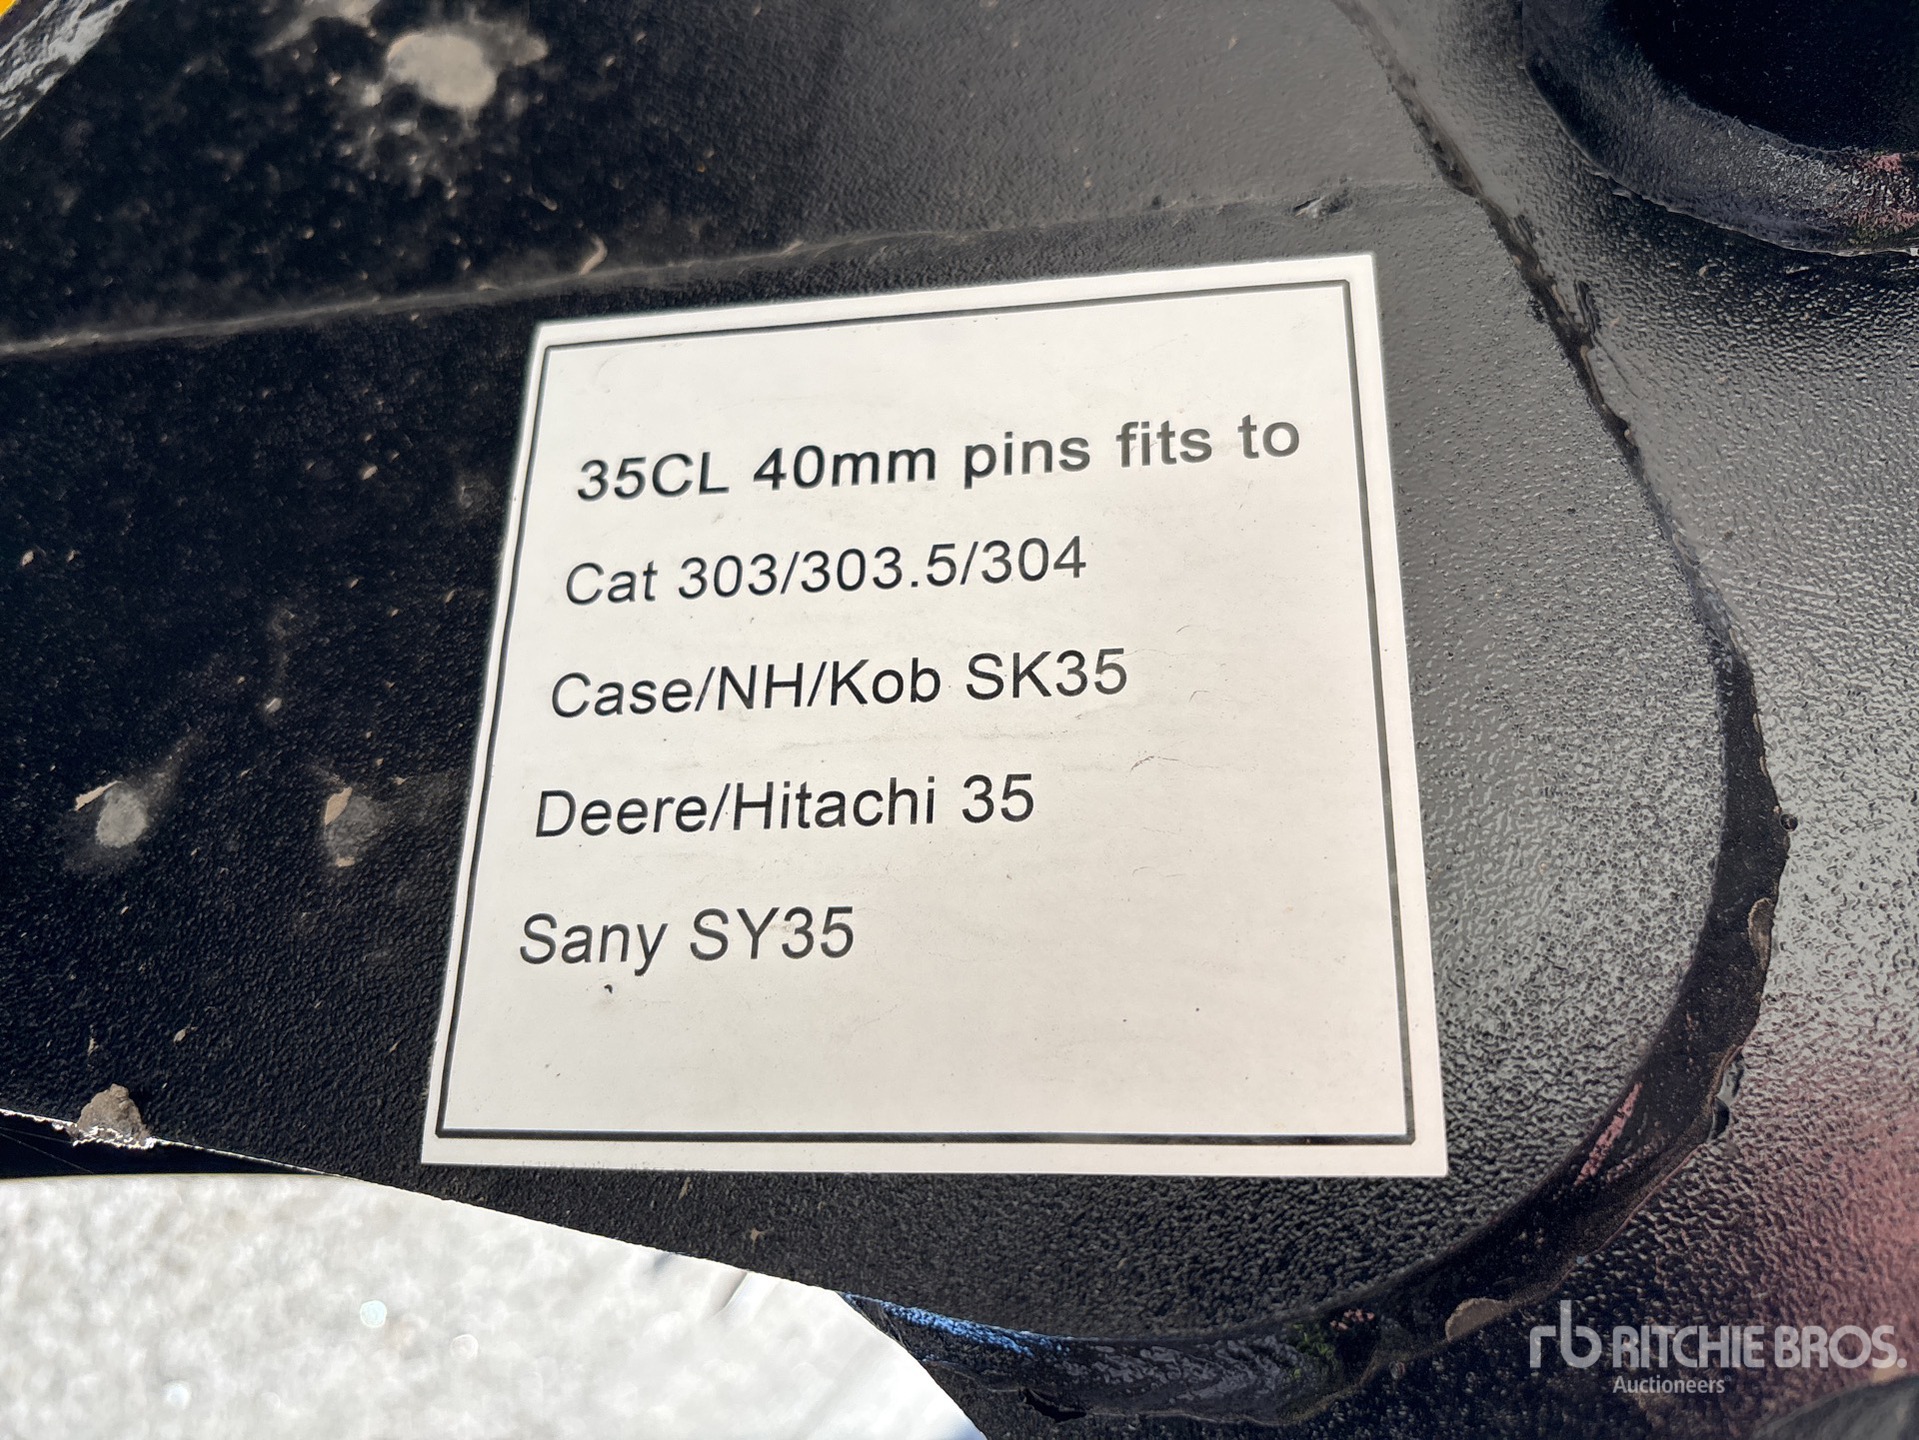 35CL 40mm pins fits to
Cat 303/303.5/304
Case/NH/Kob SK35
Deere/Hitachi 35
Sany SY35
rb RITCHIE BROS.
Auctioneers